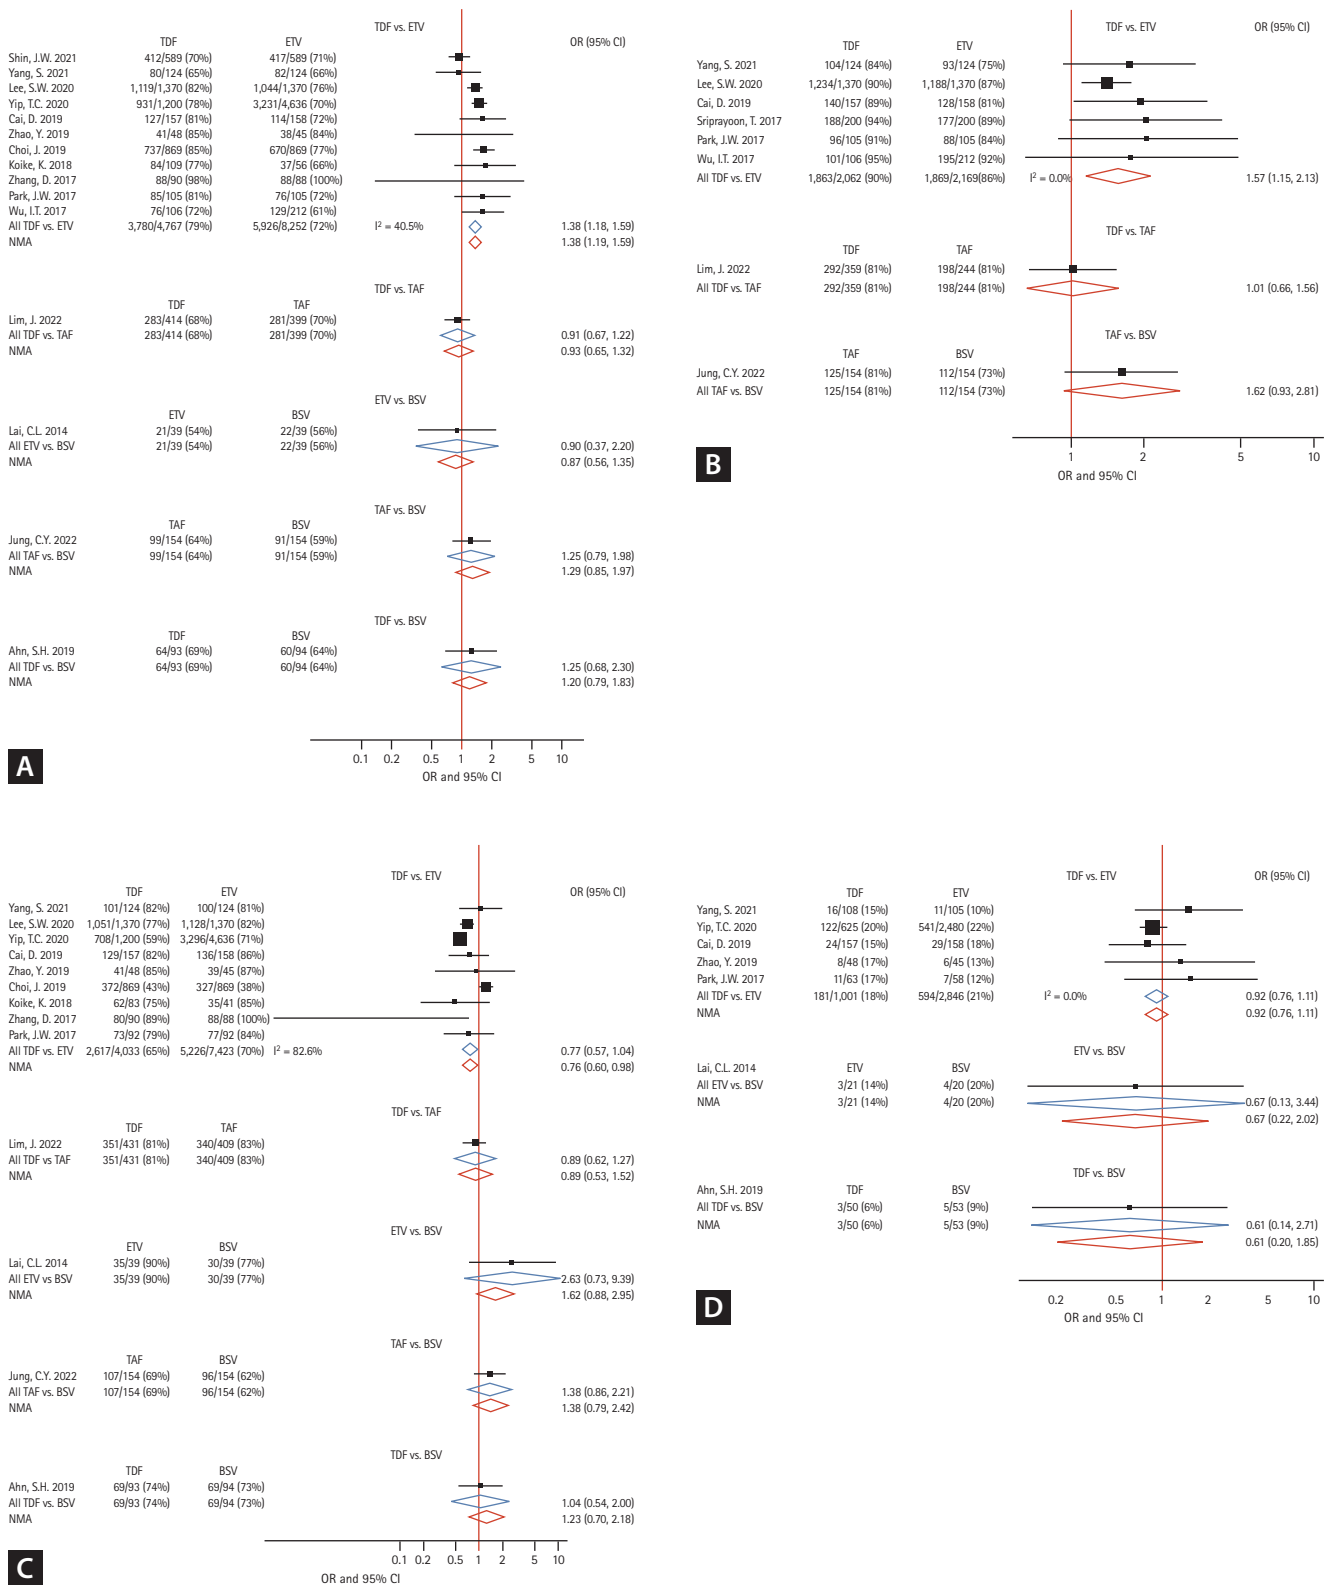 TDF vs. ETV
TDF ETV OR (95% CI)
Shin, J.W. 2021 412/589 (70%) 417/589 (71%)
Yang, S. 2021 80/124 (65%) 82/124 (66%)
Lee, S.W. 2020 1,119/1,370 (82%) 1,044/1,370 (76%)
Yip, T.C. 2020 931/1,200 (78%) 3,231/4,636 (70%)
Cai, D. 2019 127/157 (81%) 114/158 (72%)
Zhao, Y. 2019 41/48 (85%) 38/45 (84%)
Choi, J. 2019 737/869 (85%) 670/869 (77%)
Koike, K. 2018 84/109 (77%) 37/56 (66%)
Zhang, D. 2017 88/90 (98%) 88/88 (100%)
Park, J.W. 2017 85/105 (81%) 76/105 (72%)
Wu, I.T. 2017 76/106 (72%) 129/212 (61%)
All TDF vs. ETV 3,780/4,767 (79%) 5,926/8,252 (72%) I² = 40.5% 1.38 (1.18, 1.59)
NMA 1.38 (1.19, 1.59)
TDF vs. TAF
TDF TAF
Lim, J. 2022 283/414 (68%) 281/399 (70%)
All TDF vs. TAF 283/414 (68%) 281/399 (70%) 0.91 (0.67, 1.22)
NMA 0.93 (0.65, 1.32)
ETV vs. BSV
ETV BSV
Lai, C.L. 2014 21/39 (54%) 22/39 (56%)
All ETV vs. BSV 21/39 (54%) 22/39 (56%) 0.90 (0.37, 2.20)
NMA 0.87 (0.56, 1.35)
TAF vs. BSV
TAF BSV
Jung, C.Y. 2022 99/154 (64%) 91/154 (59%)
All TAF vs. BSV 99/154 (64%) 91/154 (59%) 1.25 (0.79, 1.98)
NMA 1.29 (0.85, 1.97)
TDF vs. BSV
TDF BSV
Ahn, S.H. 2019 64/93 (69%) 60/94 (64%)
All TDF vs. BSV 64/93 (69%) 60/94 (64%) 1.25 (0.68, 2.30)
NMA 1.20 (0.79, 1.83)
0.1 0.2 0.5 1 2 5 10
OR and 95% CI
A
TDF vs. ETV OR (95% CI)
TDF ETV
Yang, S. 2021 104/124 (84%) 93/124 (75%)
Lee, S.W. 2020 1,234/1,370 (90%) 1,188/1,370 (87%)
Cai, D. 2019 140/157 (89%) 128/158 (81%)
Sriprayoon, T. 2017 188/200 (94%) 177/200 (89%)
Park, J.W. 2017 96/105 (91%) 88/105 (84%)
Wu, I.T. 2017 101/106 (95%) 195/212 (92%)
All TDF vs. ETV 1,863/2,062 (90%) 1,869/2,169(86%) I² = 0.0% 1.57 (1.15, 2.13)
TDF vs. TAF
TDF TAF
Lim, J. 2022 292/359 (81%) 198/244 (81%)
All TDF vs. TAF 292/359 (81%) 198/244 (81%) 1.01 (0.66, 1.56)
TAF vs. BSV
TAF BSV
Jung, C.Y. 2022 125/154 (81%) 112/154 (73%)
All TAF vs. BSV 125/154 (81%) 112/154 (73%) 1.62 (0.93, 2.81)
1 2 5 10
OR and 95% CI
B
TDF vs. ETV
TDF ETV OR (95% CI)
Yang, S. 2021 101/124 (82%) 100/124 (81%)
Lee, S.W. 2020 1,051/1,370 (77%) 1,128/1,370 (82%)
Yip, T.C. 2020 708/1,200 (59%) 3,296/4,636 (71%)
Cai, D. 2019 129/157 (82%) 136/158 (86%)
Zhao, Y. 2019 41/48 (85%) 39/45 (87%)
Choi, J. 2019 372/869 (43%) 327/869 (38%)
Koike, K. 2018 62/83 (75%) 35/41 (85%)
Zhang, D. 2017 80/90 (89%) 88/88 (100%)
Park, J.W. 2017 73/92 (79%) 77/92 (84%)
All TDF vs. ETV 2,617/4,033 (65%) 5,226/7,423 (70%) I² = 82.6% 0.77 (0.57, 1.04)
NMA 0.76 (0.60, 0.98)
TDF vs. TAF
TDF TAF
Lim, J. 2022 351/431 (81%) 340/409 (83%)
All TDF vs TAF 351/431 (81%) 340/409 (83%) 0.89 (0.62, 1.27)
NMA 0.89 (0.53, 1.52)
ETV vs. BSV
ETV BSV
Lai, C.L. 2014 35/39 (90%) 30/39 (77%)
All ETV vs BSV 35/39 (90%) 30/39 (77%) 2.63 (0.73, 9.39)
NMA 1.62 (0.88, 2.95)
TAF vs. BSV
TAF BSV
Jung, C.Y. 2022 107/154 (69%) 96/154 (62%)
All TAF vs. BSV 107/154 (69%) 96/154 (62%) 1.38 (0.86, 2.21)
NMA 1.38 (0.79, 2.42)
TDF vs. BSV
TDF BSV
Ahn, S.H. 2019 69/93 (74%) 69/94 (73%)
All TDF vs. BSV 69/93 (74%) 69/94 (73%) 1.04 (0.54, 2.00)
NMA 1.23 (0.70, 2.18)
0.1 0.2 0.5 1 2 5 10
OR and 95% CI
C
TDF vs. ETV OR (95% CI)
TDF ETV
Yang, S. 2021 16/108 (15%) 11/105 (10%)
Yip, T.C. 2020 122/625 (20%) 541/2,480 (22%)
Cai, D. 2019 24/157 (15%) 29/158 (18%)
Zhao, Y. 2019 8/48 (17%) 6/45 (13%)
Park, J.W. 2017 11/63 (17%) 7/58 (12%)
All TDF vs. ETV 181/1,001 (18%) 594/2,846 (21%) I² = 0.0% 0.92 (0.76, 1.11)
NMA 0.92 (0.76, 1.11)
ETV vs. BSV
Lai, C.L. 2014 ETV BSV
All ETV vs. BSV 3/21 (14%) 4/20 (20%)
NMA 3/21 (14%) 4/20 (20%) 0.67 (0.13, 3.44)
0.67 (0.22, 2.02)
TDF vs. BSV
Ahn, S.H. 2019 TDF BSV
All TDF vs. BSV 3/50 (6%) 5/53 (9%)
NMA 3/50 (6%) 5/53 (9%) 0.61 (0.14, 2.71)
0.61 (0.20, 1.85)
0.2 0.5 1 2 5 10
OR and 95% CI
D